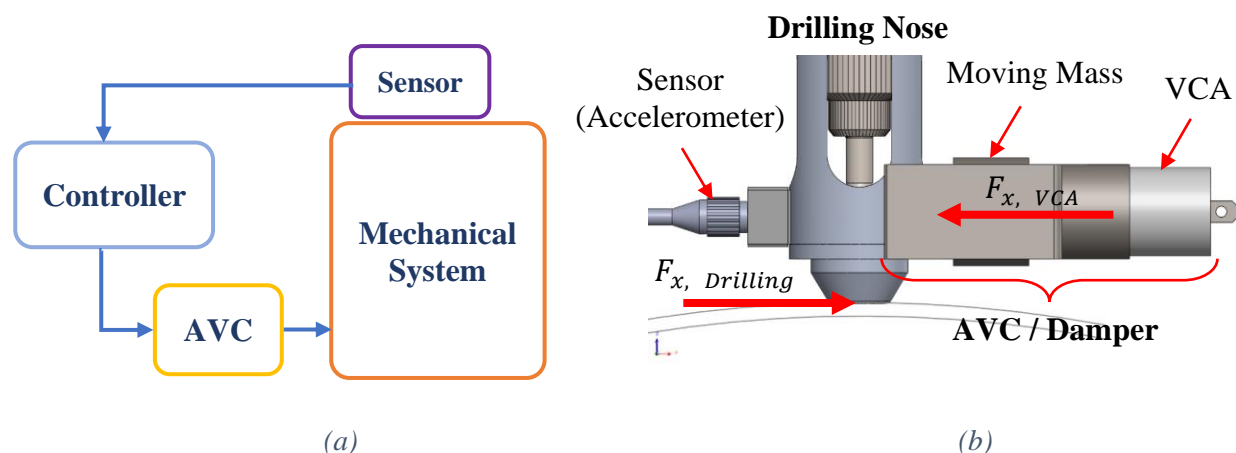 Sensor
Controller
AVC
Mechanical
System
(a)
Drilling Nose
Sensor
(Accelerometer)
Moving Mass
VCA
F_{x, VCA}
F_{x, Drilling}
AVC / Damper
(b)